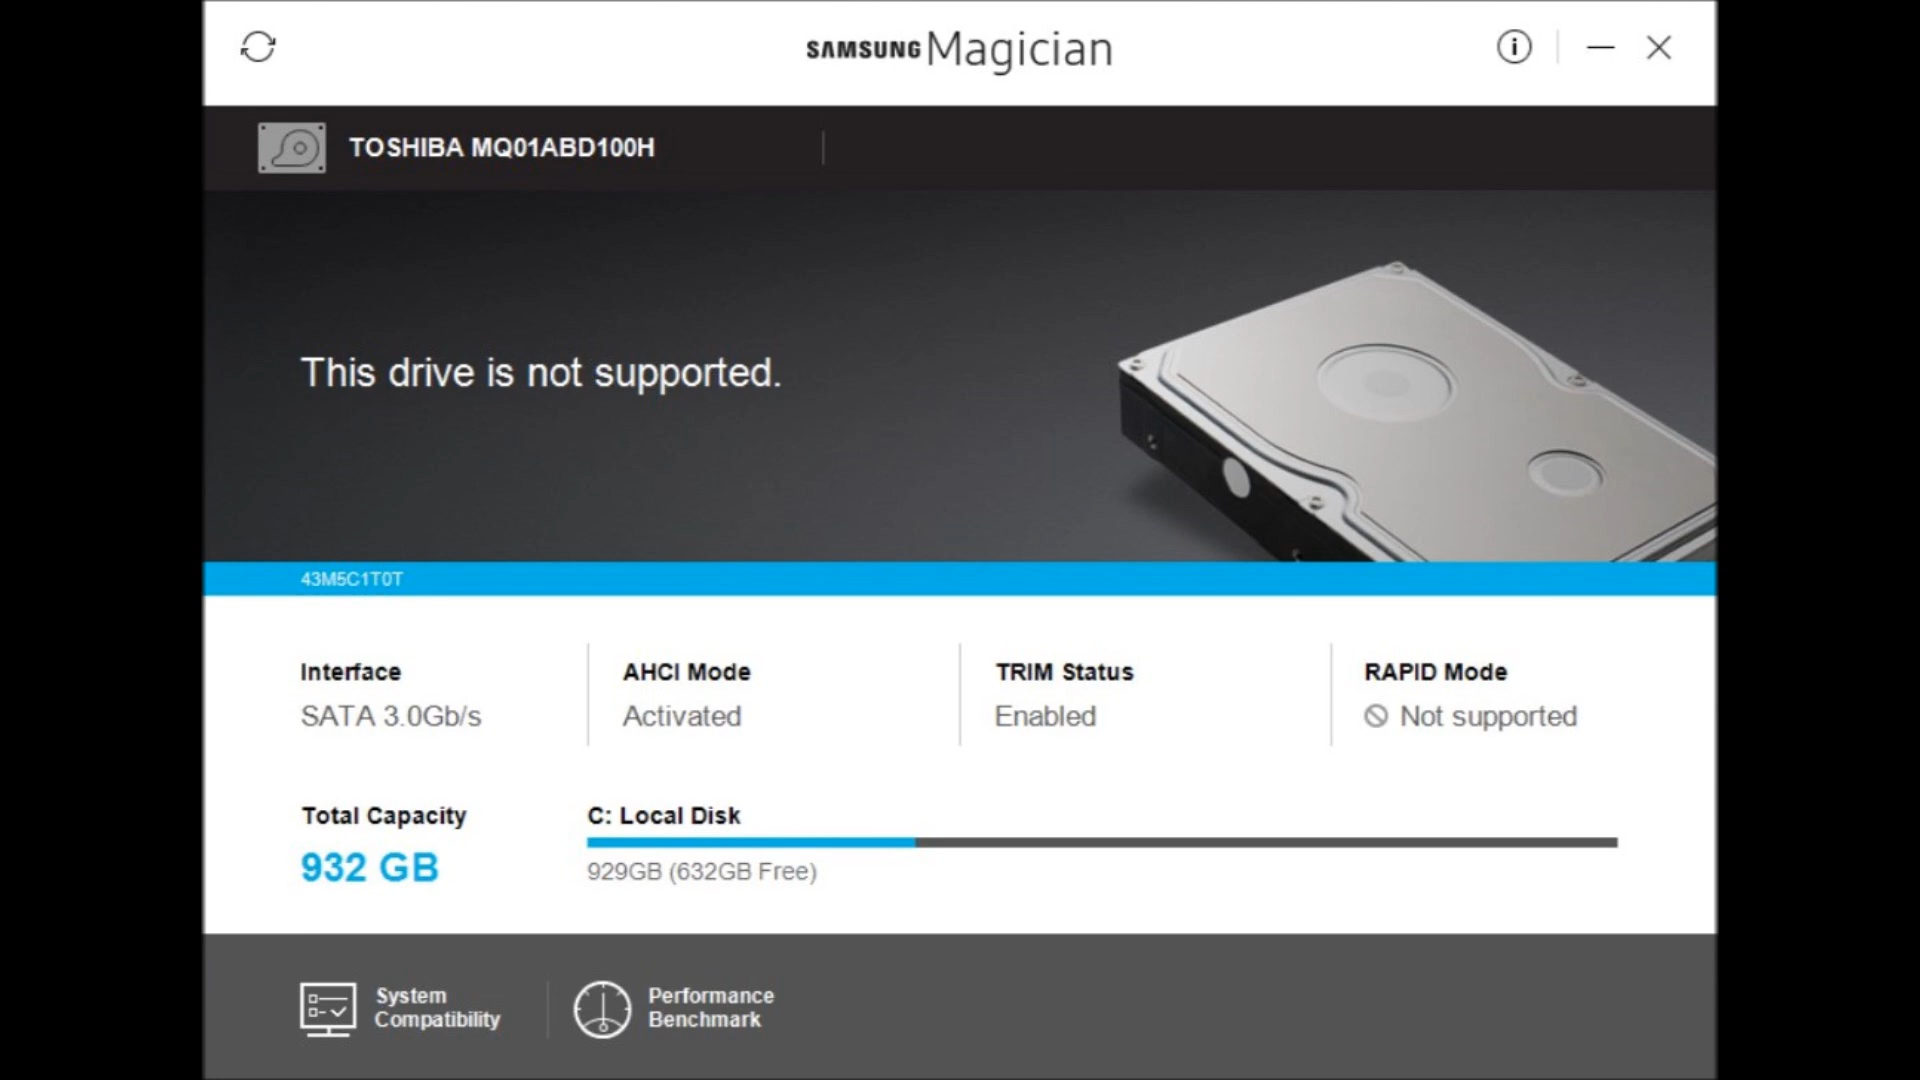 SAMSUNG Magician
TOSHIBA MQ01ABD100H
This drive is not supported.
43M5C1T0T
Interface
SATA 3.0Gb/s
AHCI Mode
Activated
TRIM Status
Enabled
RAPID Mode
Not supported
Total Capacity
932 GB
C: Local Disk
929GB (632GB Free)
System
Compatibility
Performance
Benchmark